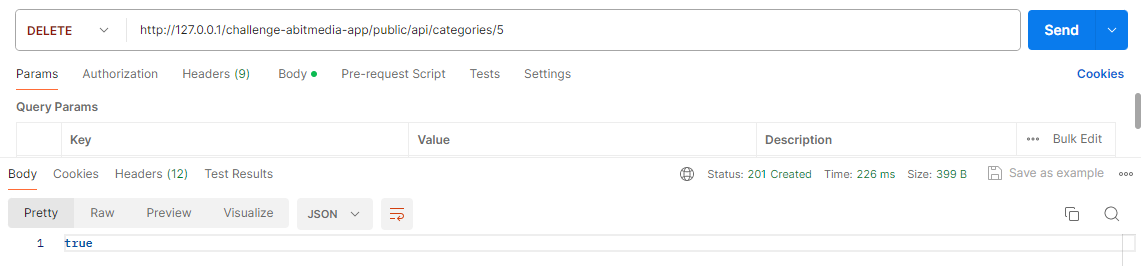 DELETE http://127.0.0.1/challenge-abitmedia-app/public/api/categories/5 Send
Params Authorization Headers (9) Body Pre-request Script Tests Settings Cookies
Query Params
Key Value Description Bulk Edit
Body Cookies Headers (12) Test Results Status: 201 Created Time: 226 ms Size: 399 B Save as example
Pretty Raw Preview Visualize JSON
1 true